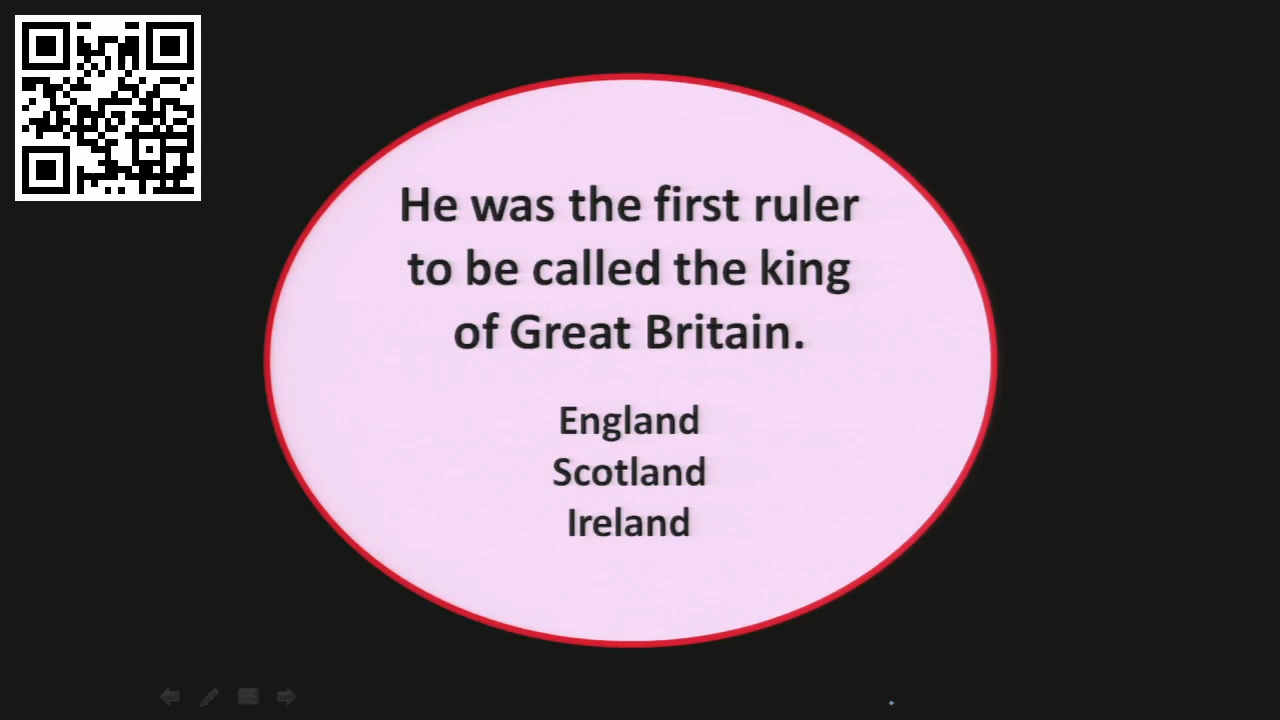 He was the first ruler
to be called the king
of Great Britain.
England
Scotland
Ireland